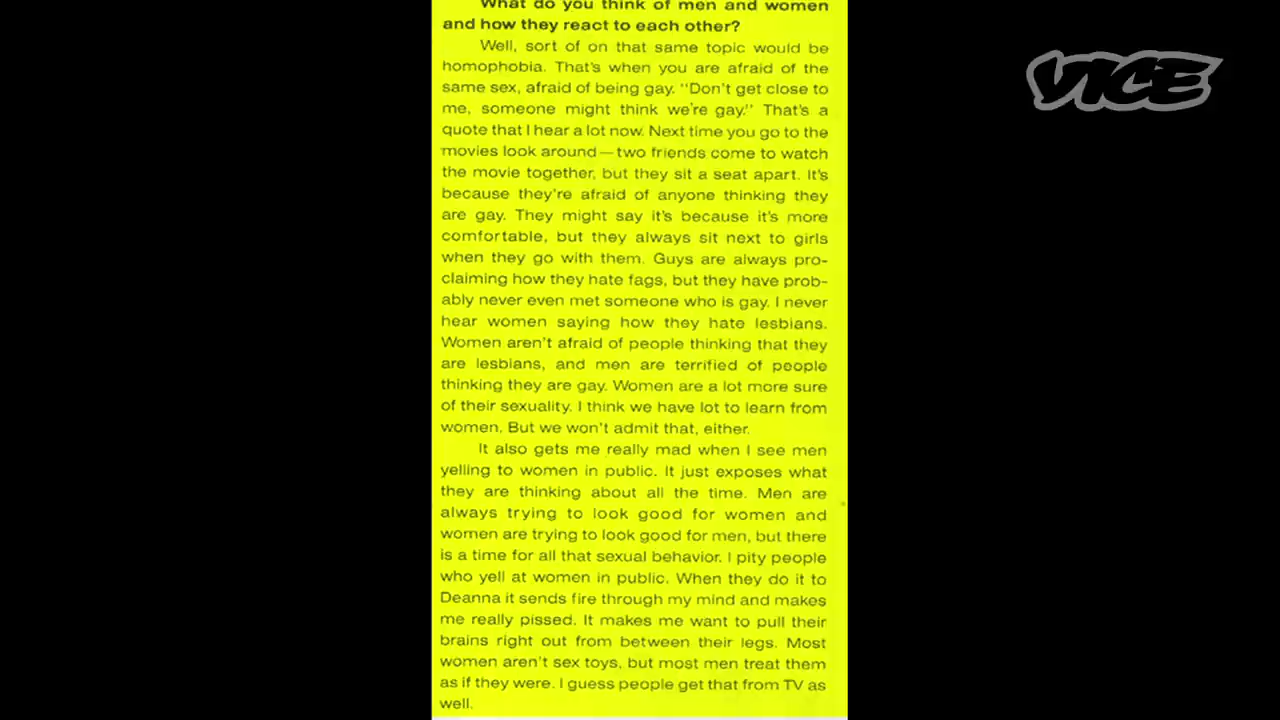 What do you think of men and women
and how they react to each other?
Well, sort of on that same topic would be
homophobia. That's when you are afraid of the
same sex, afraid of being gay. "Don't get close to
me, someone might think we're gay." That's a
quote that I hear a lot now. Next time you go to the
movies look around—two friends come to watch
the movie together, but they sit a seat apart. It's
because they're afraid of anyone thinking they
are gay. They might say it's because it's more
comfortable, but they always sit next to girls
when they go with them. Guys are always pro-
claiming how they hate fags, but they have prob-
ably never even met someone who is gay. I never
hear women saying how they hate lesbians.
Women aren't afraid of people thinking that they
are lesbians, and men are terrified of people
thinking they are gay. Women are a lot more sure
of their sexuality. I think we have lot to learn from
women. But we won't admit that, either.
It also gets me really mad when I see men
yelling to women in public. It just exposes what
they are thinking about all the time. Men are
always trying to look good for women and
women are trying to look good for men, but there
is a time for all that sexual behavior. I pity people
who yell at women in public. When they do it to
Deanna it sends fire through my mind and makes
me really pissed. It makes me want to pull their
brains right out from between their legs. Most
women aren't sex toys, but most men treat them
as if they were. I guess people get that from TV as
well.
VICE